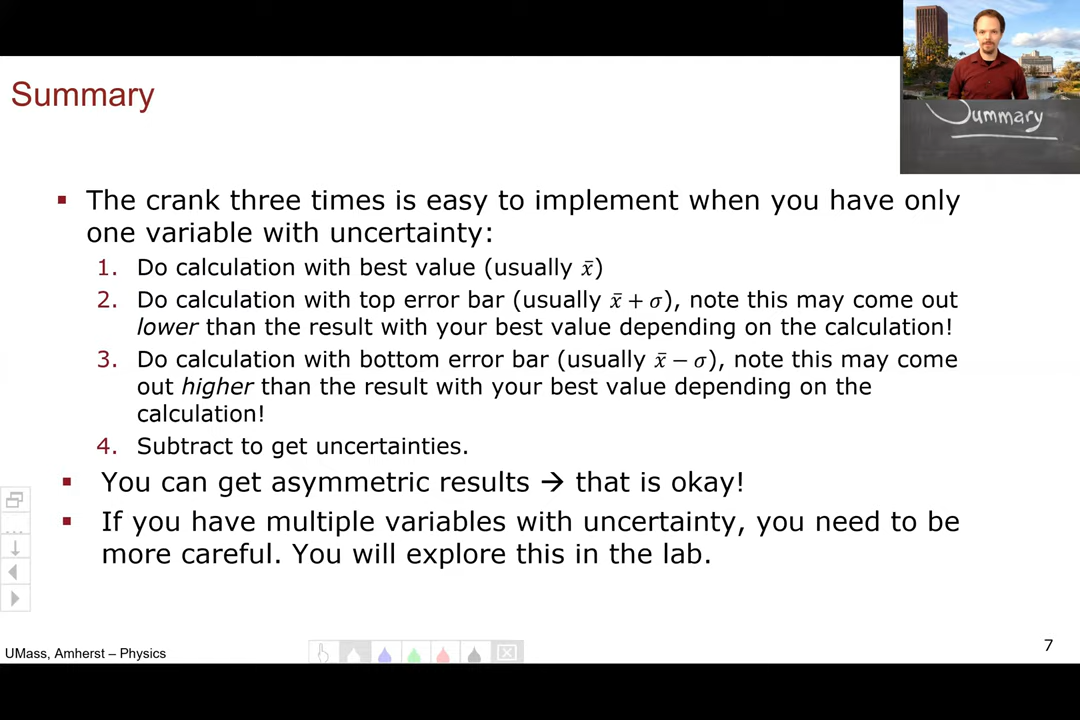 Summary
Summary
▪ The crank three times is easy to implement when you have only
one variable with uncertainty:
1. Do calculation with best value (usually x̄)
2. Do calculation with top error bar (usually x̄ + σ), note this may come out
lower than the result with your best value depending on the calculation!
3. Do calculation with bottom error bar (usually x̄ − σ), note this may come
out higher than the result with your best value depending on the
calculation!
4. Subtract to get uncertainties.
▪ You can get asymmetric results → that is okay!
▪ If you have multiple variables with uncertainty, you need to be
more careful. You will explore this in the lab.
UMass, Amherst – Physics
7